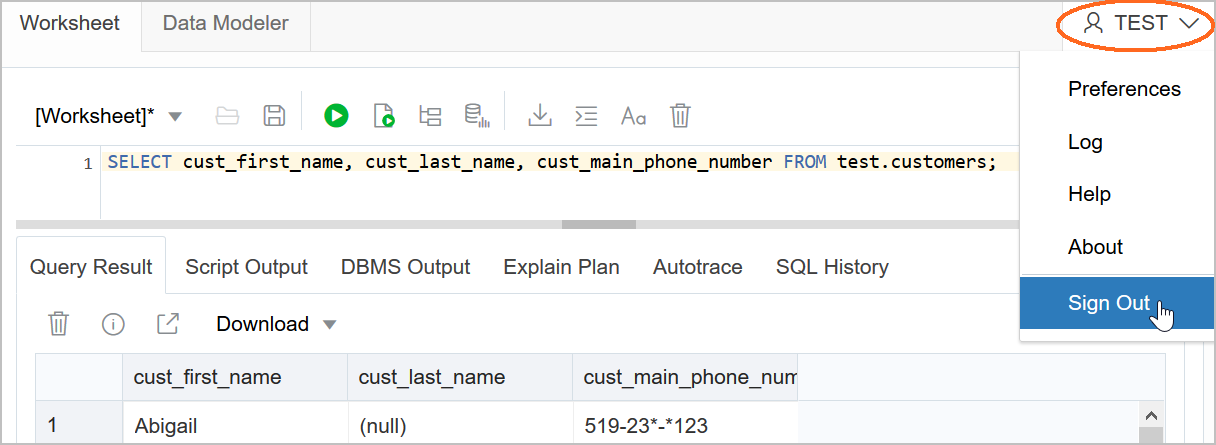 Worksheet
Data Modeler
TEST
Preferences
Log
Help
About
Sign Out
[Worksheet]*
Aa
1 SELECT cust_first_name, cust_last_name, cust_main_phone_number FROM test.customers;
Query Result
Script Output
DBMS Output
Explain Plan
Autotrace
SQL History
Download
cust_first_name cust_last_name cust_main_phone_num
1 Abigail (null) 519-23*-*123